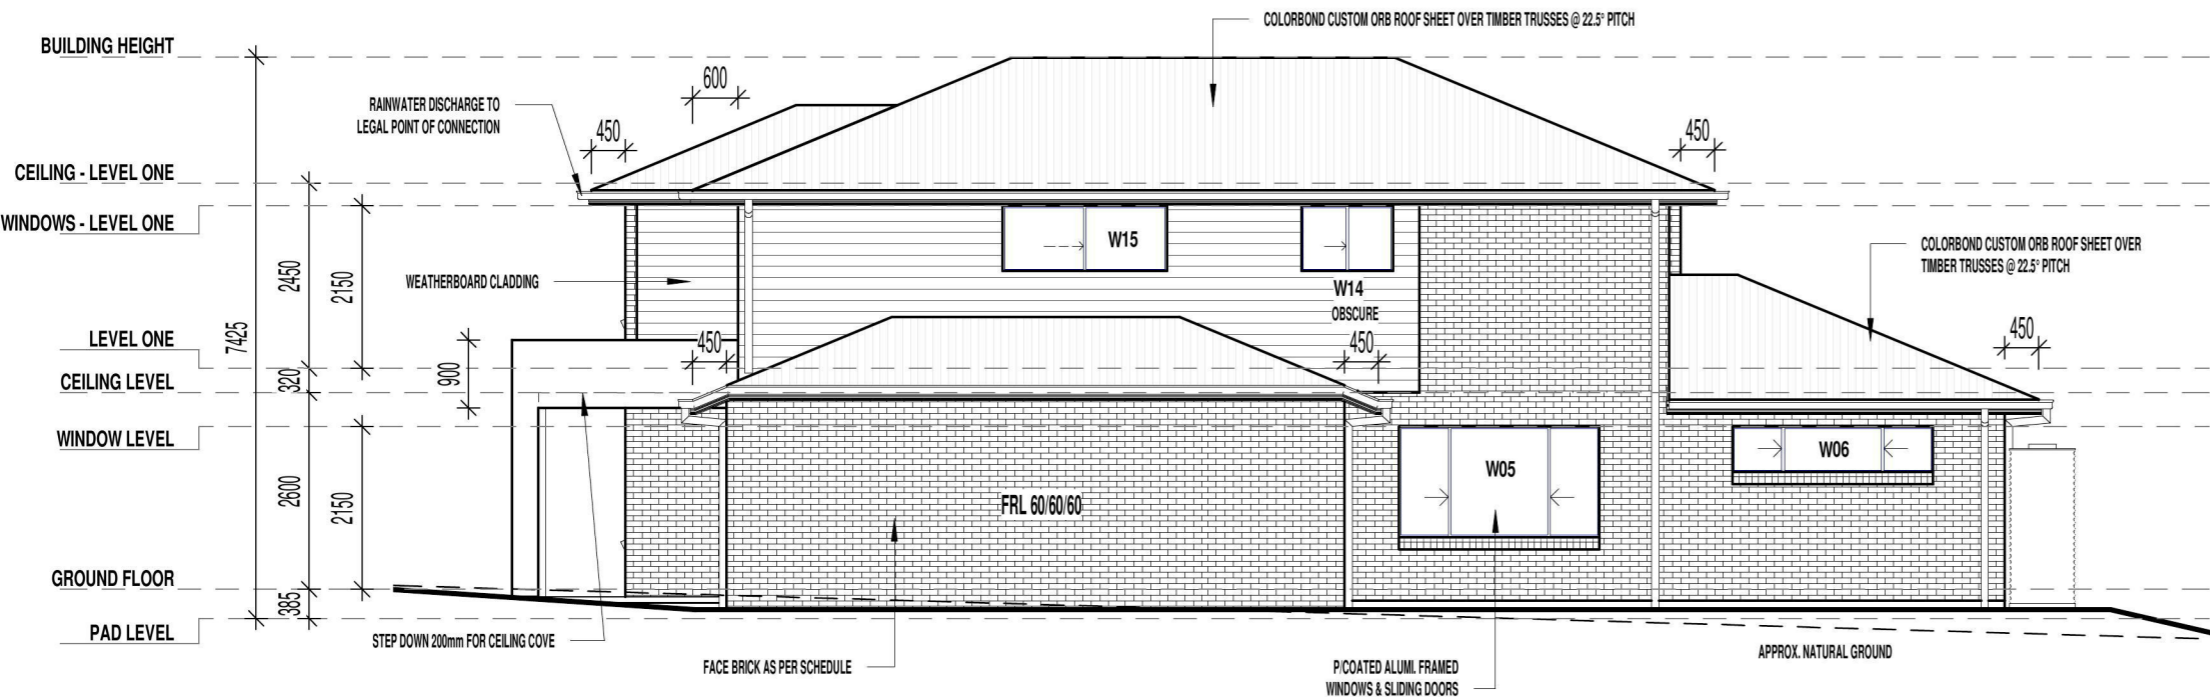 COLORBOND CUSTOM ORB ROOF SHEET OVER TIMBER TRUSSES @ 22.5° PITCH
BUILDING HEIGHT
600
RAINWATER DISCHARGE TO
LEGAL POINT OF CONNECTION
450
450
CEILING - LEVEL ONE
WINDOWS - LEVEL ONE
W15
COLORBOND CUSTOM ORB ROOF SHEET OVER
TIMBER TRUSSES @ 22.5° PITCH
WEATHERBOARD CLADDING
2450
2150
W14
OBSCURE
LEVEL ONE
7425
450
450
450
CEILING LEVEL
320
900
WINDOW LEVEL
W05
W06
2600
2150
FRL 60/60/60
GROUND FLOOR
385
PAD LEVEL
STEP DOWN 200mm FOR CEILING COVE
FACE BRICK AS PER SCHEDULE
P/COATED ALUMI. FRAMED
WINDOWS & SLIDING DOORS
APPROX. NATURAL GROUND